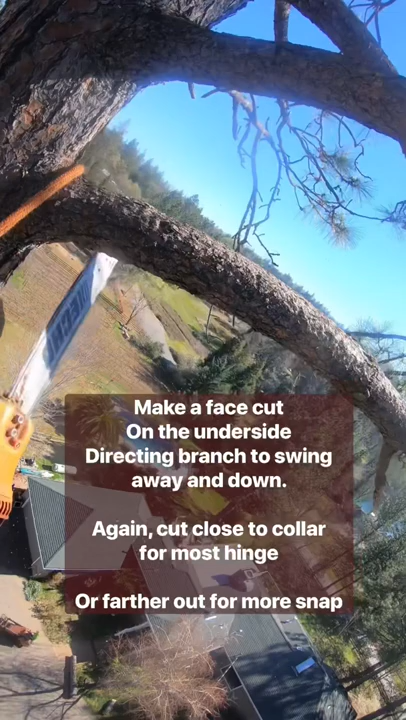 Make a face cut
On the underside
Directing branch to swing
away and down.
Again, cut close to collar
for most hinge
Or farther out for more snap